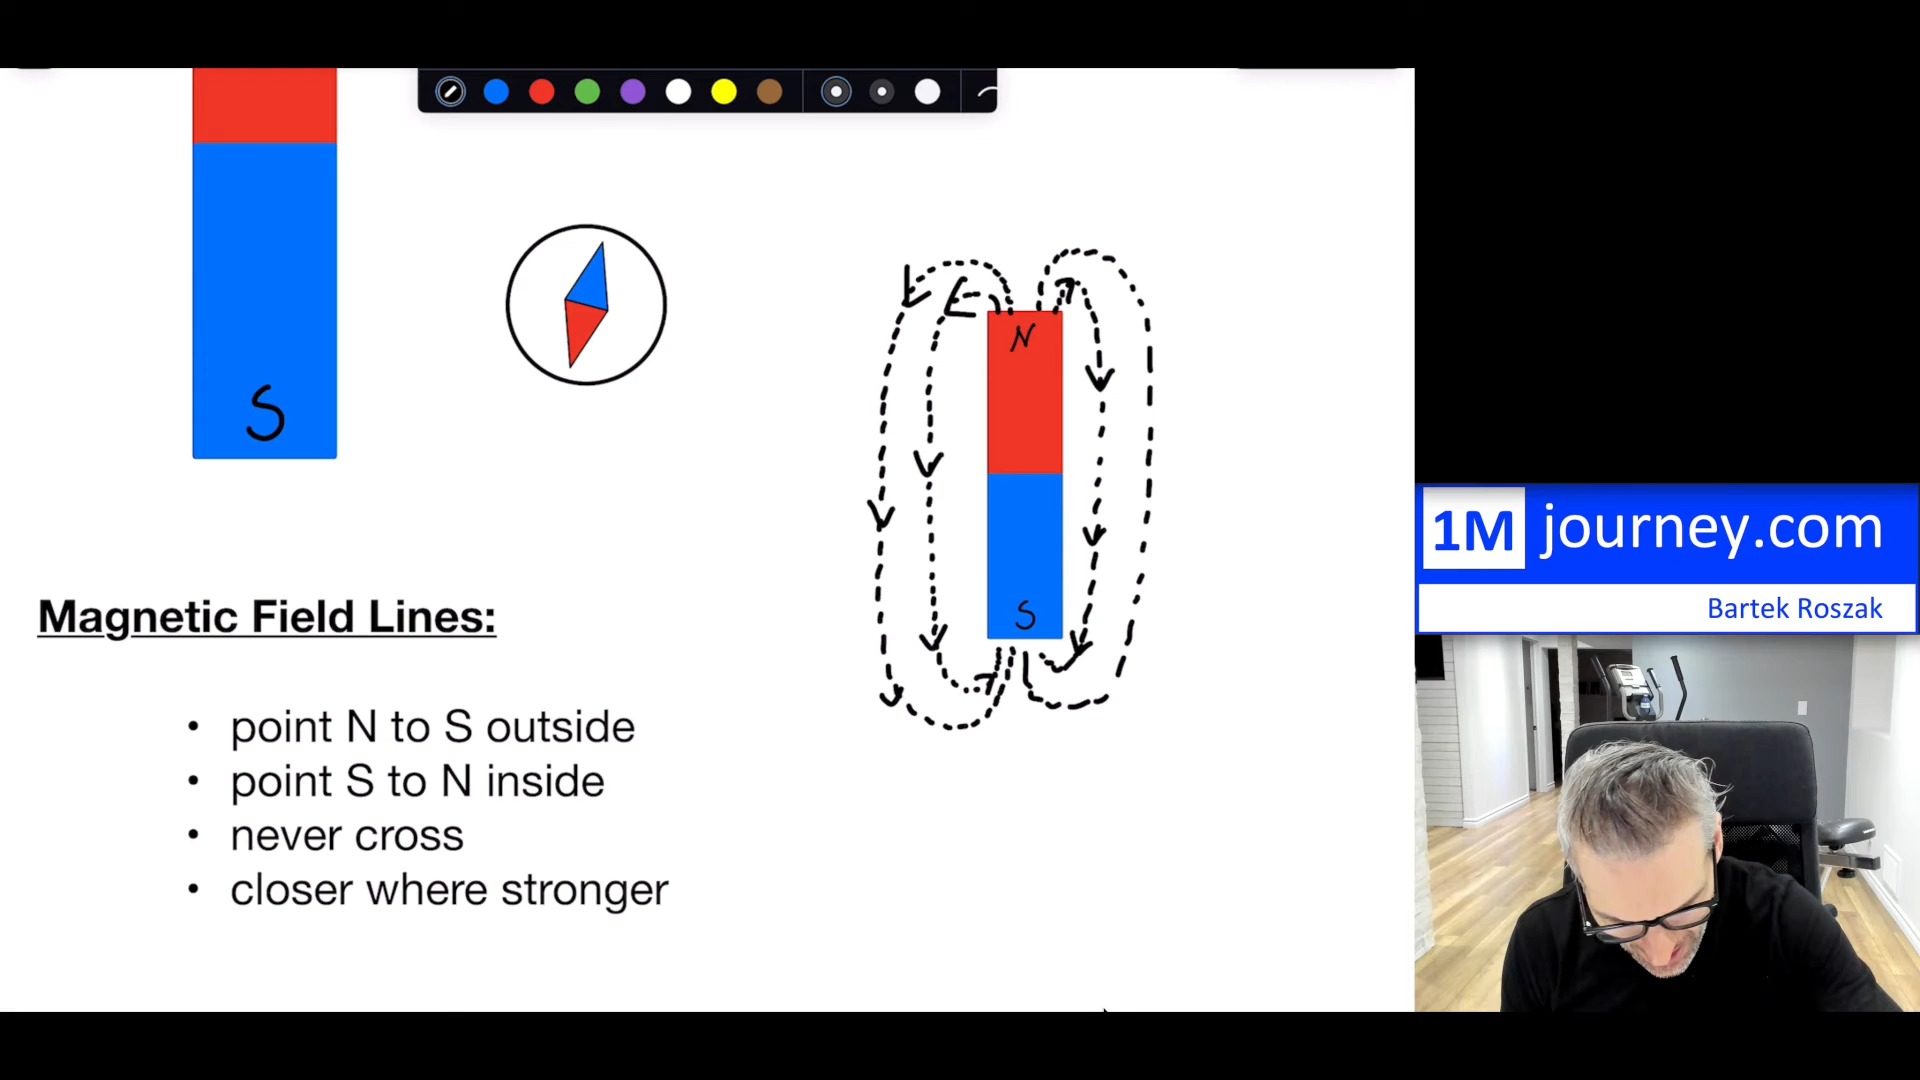 S
N
S
Magnetic Field Lines:
• point N to S outside
• point S to N inside
• never cross
• closer where stronger
1M journey.com
Bartek Roszak